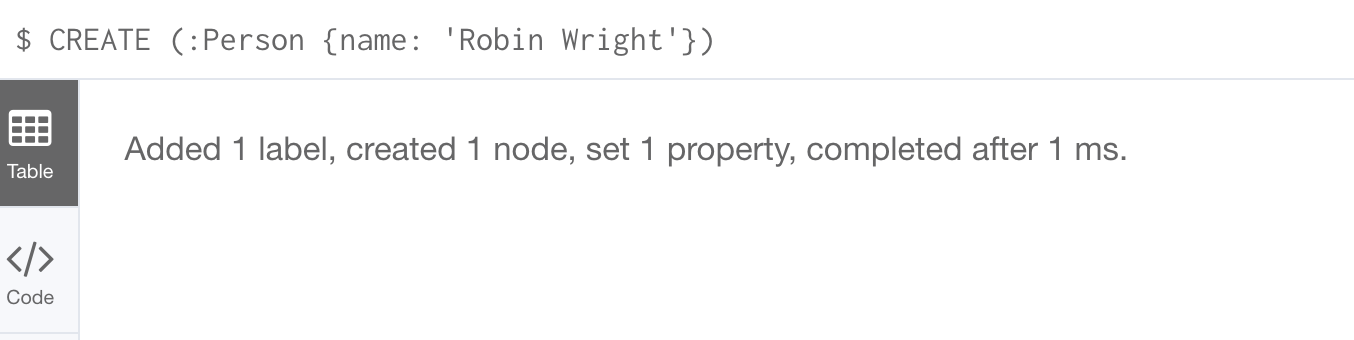 $ CREATE (:Person {name: 'Robin Wright'})
Table
Added 1 label, created 1 node, set 1 property, completed after 1 ms.
Code